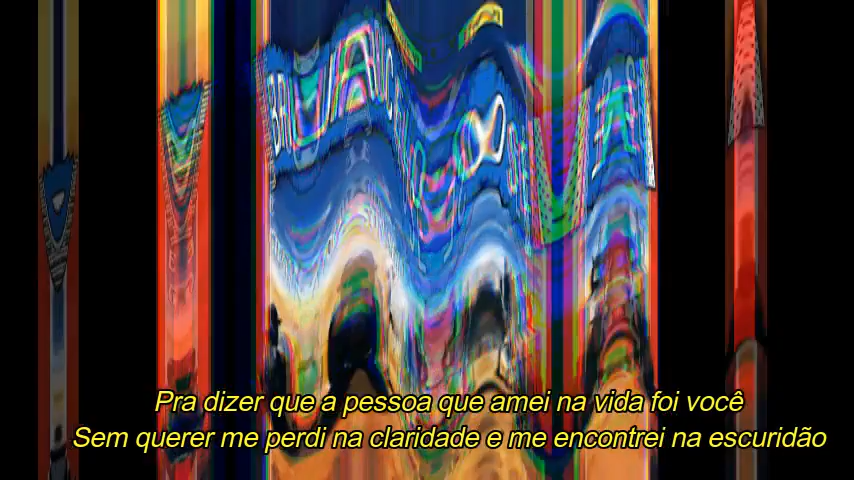 Pra dizer que a pessoa que amei na vida foi você
Sem querer me perdi na claridade e me encontrei na escuridão